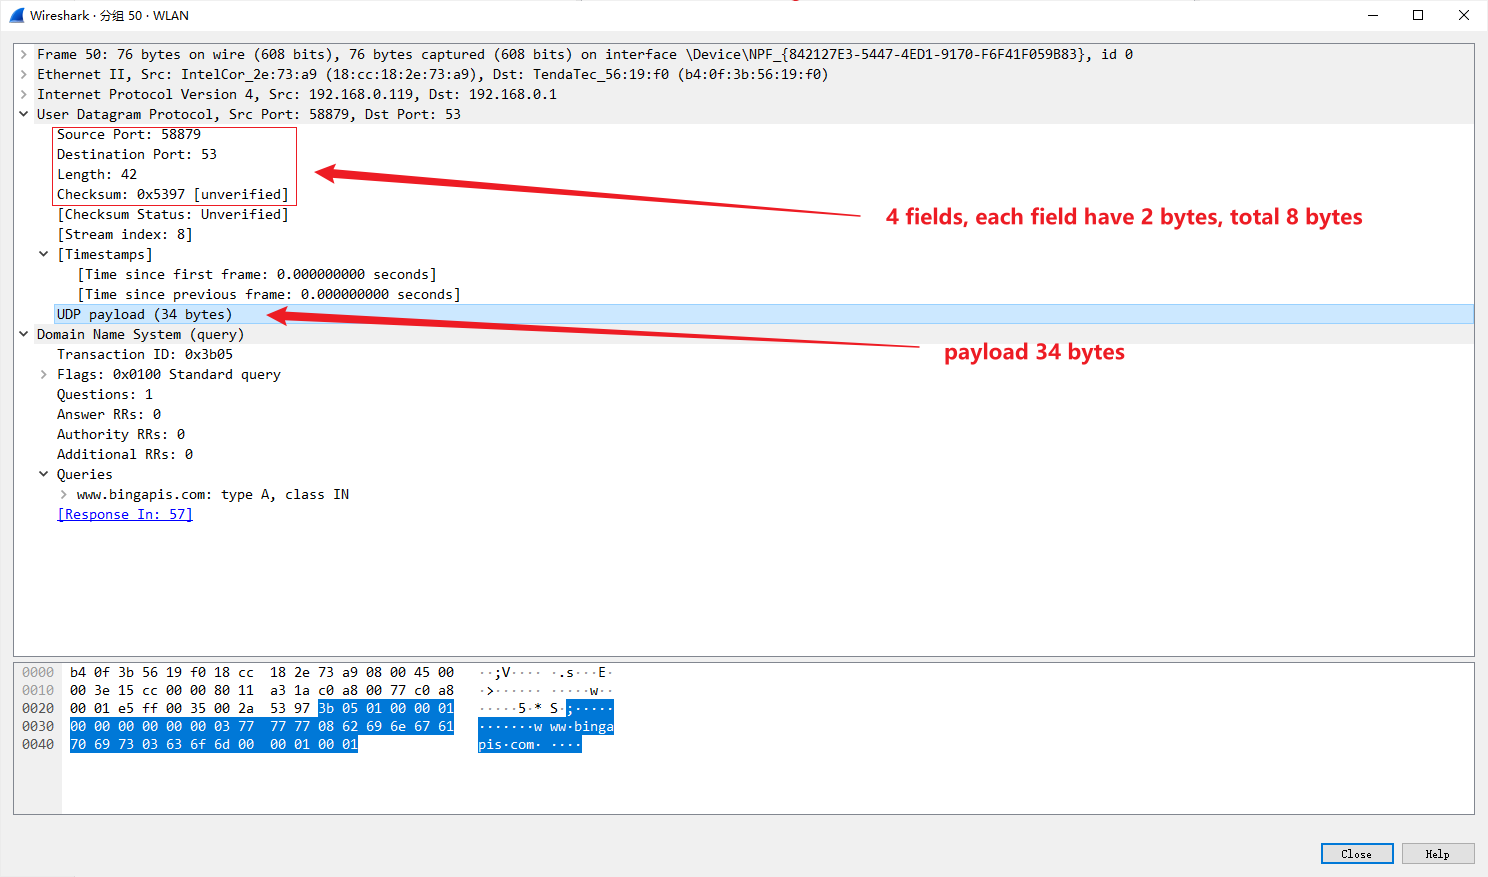 Wireshark · 分组 50 · WLAN
Frame 50: 76 bytes on wire (608 bits), 76 bytes captured (608 bits) on interface \Device\NPF_{842127E3-5447-4ED1-9170-F6F41F059B83}, id 0
Ethernet II, Src: IntelCor_2e:73:a9 (18:cc:18:2e:73:a9), Dst: TendaTec_56:19:f0 (b4:0f:3b:56:19:f0)
Internet Protocol Version 4, Src: 192.168.0.119, Dst: 192.168.0.1
User Datagram Protocol, Src Port: 58879, Dst Port: 53
Source Port: 58879
Destination Port: 53
Length: 42
Checksum: 0x5397 [unverified]
[Checksum Status: Unverified]
4 fields, each field have 2 bytes, total 8 bytes
[Stream index: 8]
[Timestamps]
[Time since first frame: 0.000000000 seconds]
[Time since previous frame: 0.000000000 seconds]
UDP payload (34 bytes)
Domain Name System (query)
payload 34 bytes
Transaction ID: 0x3b05
Flags: 0x0100 Standard query
Questions: 1
Answer RRs: 0
Authority RRs: 0
Additional RRs: 0
Queries
www.bingapis.com: type A, class IN
[Response In: 57]
0000 b4 0f 3b 56 19 f0 18 cc 18 2e 73 a9 08 00 45 00 ··;V···· ·.s···E·
0010 00 3e 15 cc 00 00 80 11 a3 1a c0 a8 00 77 c0 a8 ·>······ ·····w··
0020 00 01 e5 ff 00 35 00 2a 53 97 3b 05 01 00 00 01 ·····5·* S·;·····
0030 00 00 00 00 00 00 03 77 77 77 08 62 69 6e 67 61 ·······w ww·binga
0040 70 69 73 03 63 6f 6d 00 00 01 00 01 pis·com· ····
Close
Help